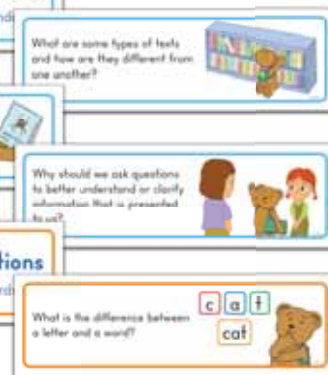 What are some types of texts
and how are they different from
one another?
Why should we ask questions
to better understand or clarify
information that is presented
to us?
tions
What is the difference between
a letter and a word?
c a t
cat